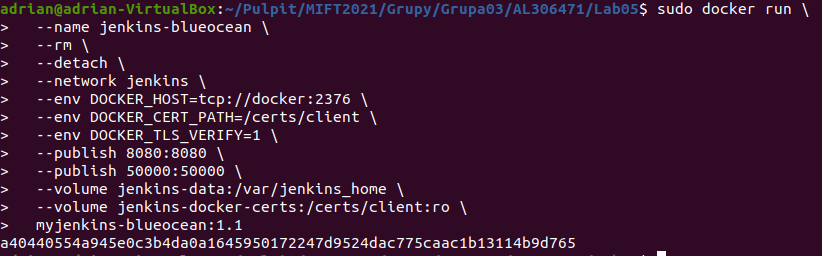 adrian@adrian-VirtualBox:~/Pulpit/MIFT2021/Grupy/Grupa03/AL306471/Lab05$ sudo docker run \
>   --name jenkins-blueocean \
>   --rm \
>   --detach \
>   --network jenkins \
>   --env DOCKER_HOST=tcp://docker:2376 \
>   --env DOCKER_CERT_PATH=/certs/client \
>   --env DOCKER_TLS_VERIFY=1 \
>   --publish 8080:8080 \
>   --publish 50000:50000 \
>   --volume jenkins-data:/var/jenkins_home \
>   --volume jenkins-docker-certs:/certs/client:ro \
>   myjenkins-blueocean:1.1
a40440554a945e0c3b4da0a1645950172247d9524dac775caac1b13114b9d765